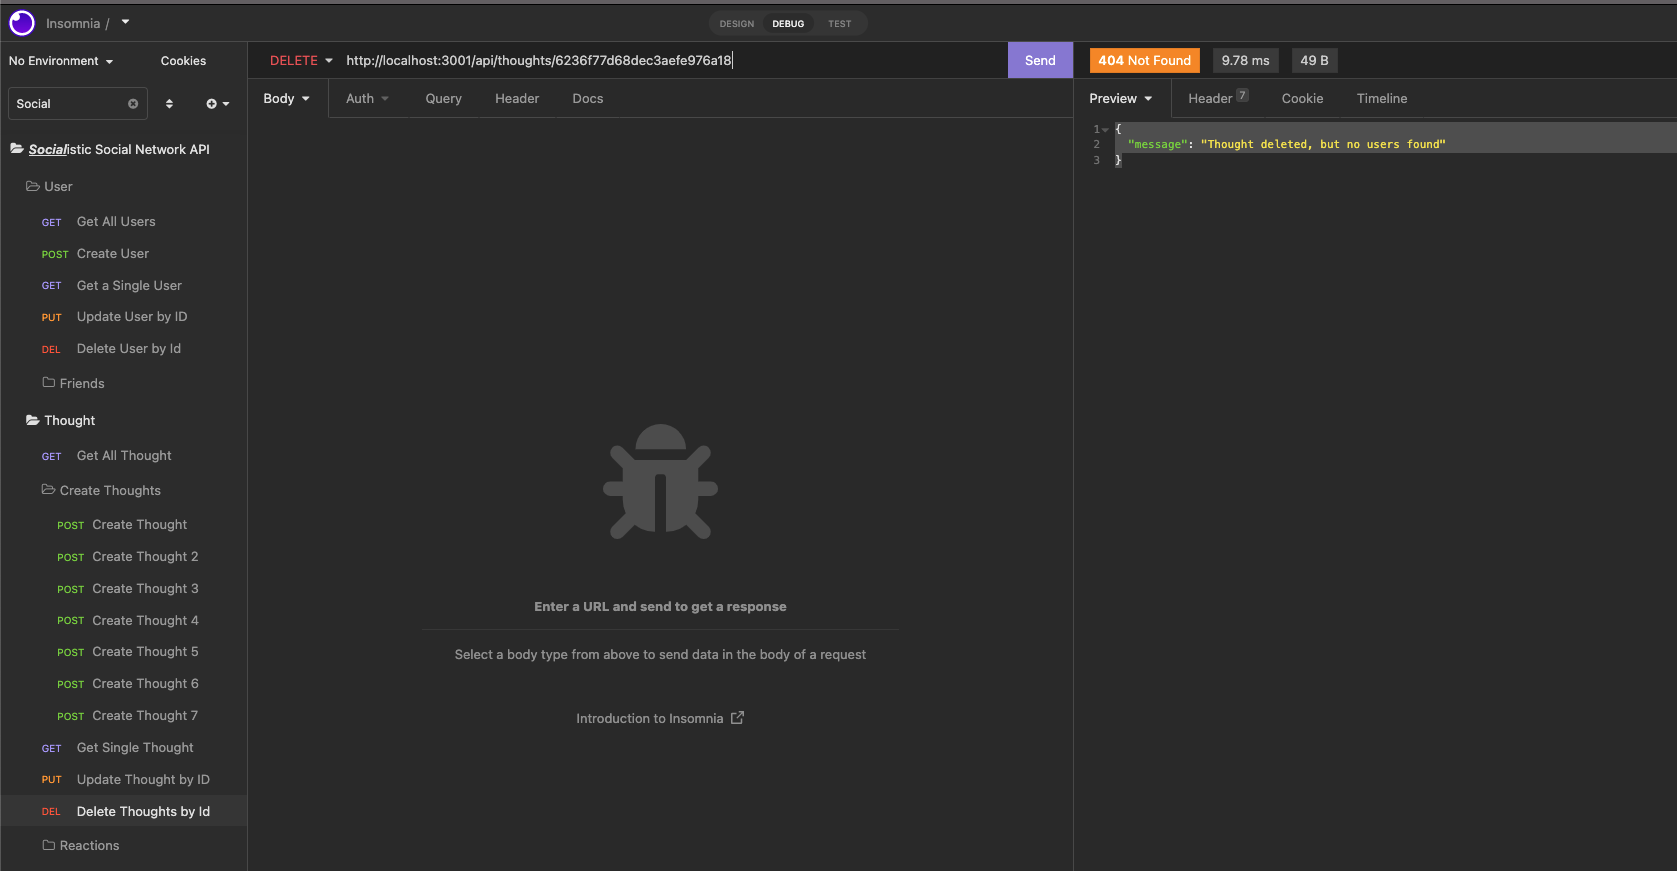 Insomnia /
DESIGN DEBUG TEST
No Environment Cookies
Social
Socialistic Social Network API
User
GET Get All Users
POST Create User
GET Get a Single User
PUT Update User by ID
DEL Delete User by Id
Friends
Thought
GET Get All Thought
Create Thoughts
POST Create Thought
POST Create Thought 2
POST Create Thought 3
POST Create Thought 4
POST Create Thought 5
POST Create Thought 6
POST Create Thought 7
GET Get Single Thought
PUT Update Thought by ID
DEL Delete Thoughts by Id
Reactions
DELETE http://localhost:3001/api/thoughts/6236f77d68dec3aefe976a18 Send
Body Auth Query Header Docs
Enter a URL and send to get a response
Select a body type from above to send data in the body of a request
Introduction to Insomnia
404 Not Found 9.78 ms 49 B
Preview Header 7 Cookie Timeline
1 {
2 "message": "Thought deleted, but no users found"
3 }